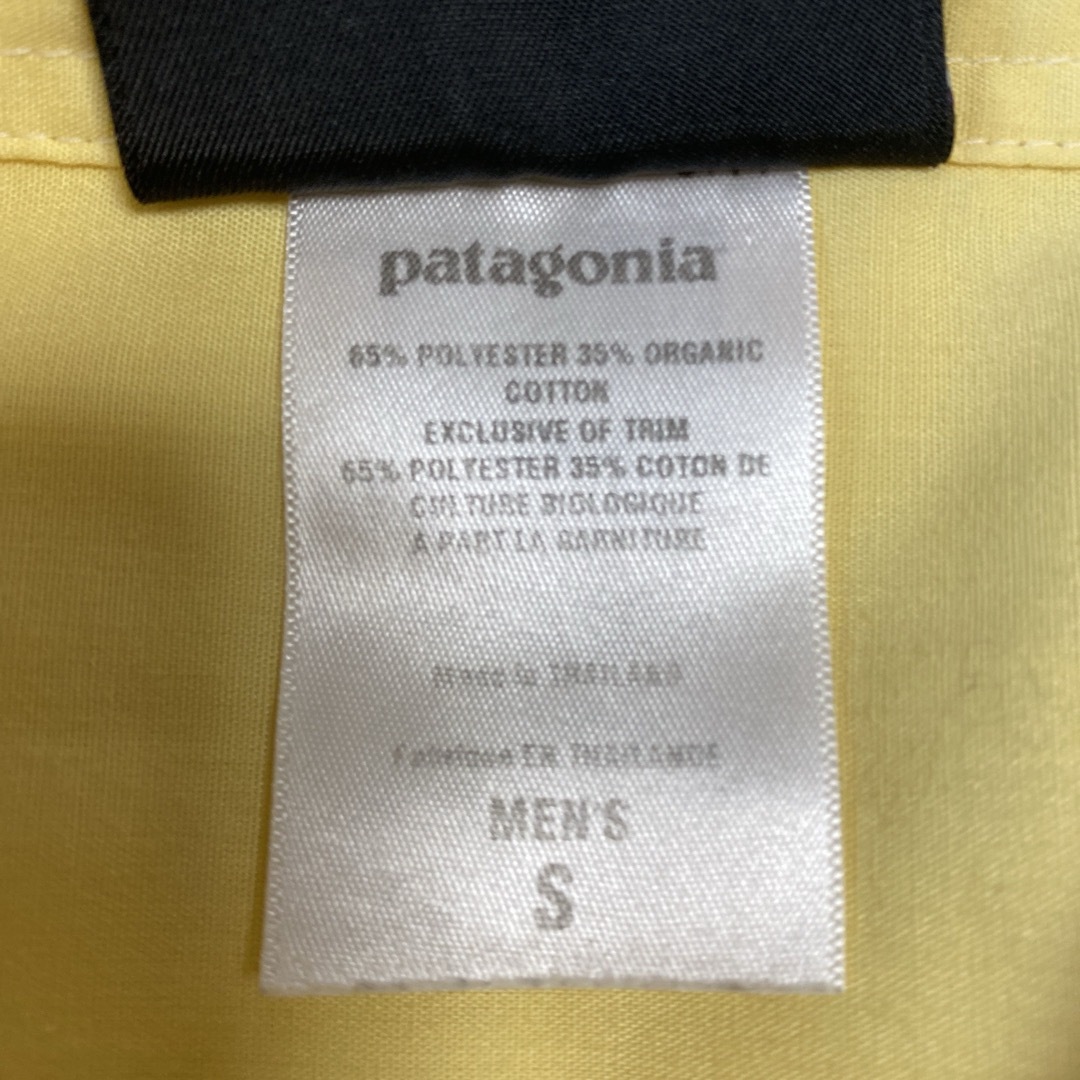 patagonia
65% POLYESTER 35% ORGANIC
COTTON
EXCLUSIVE OF TRIM
65% POLYESTER 35% COTON DE
CULTURE BIOLOGIQUE
A PART LA GARNITURE
Made in THAILAND
Fabrique EN THAILANDE
MEN'S
S